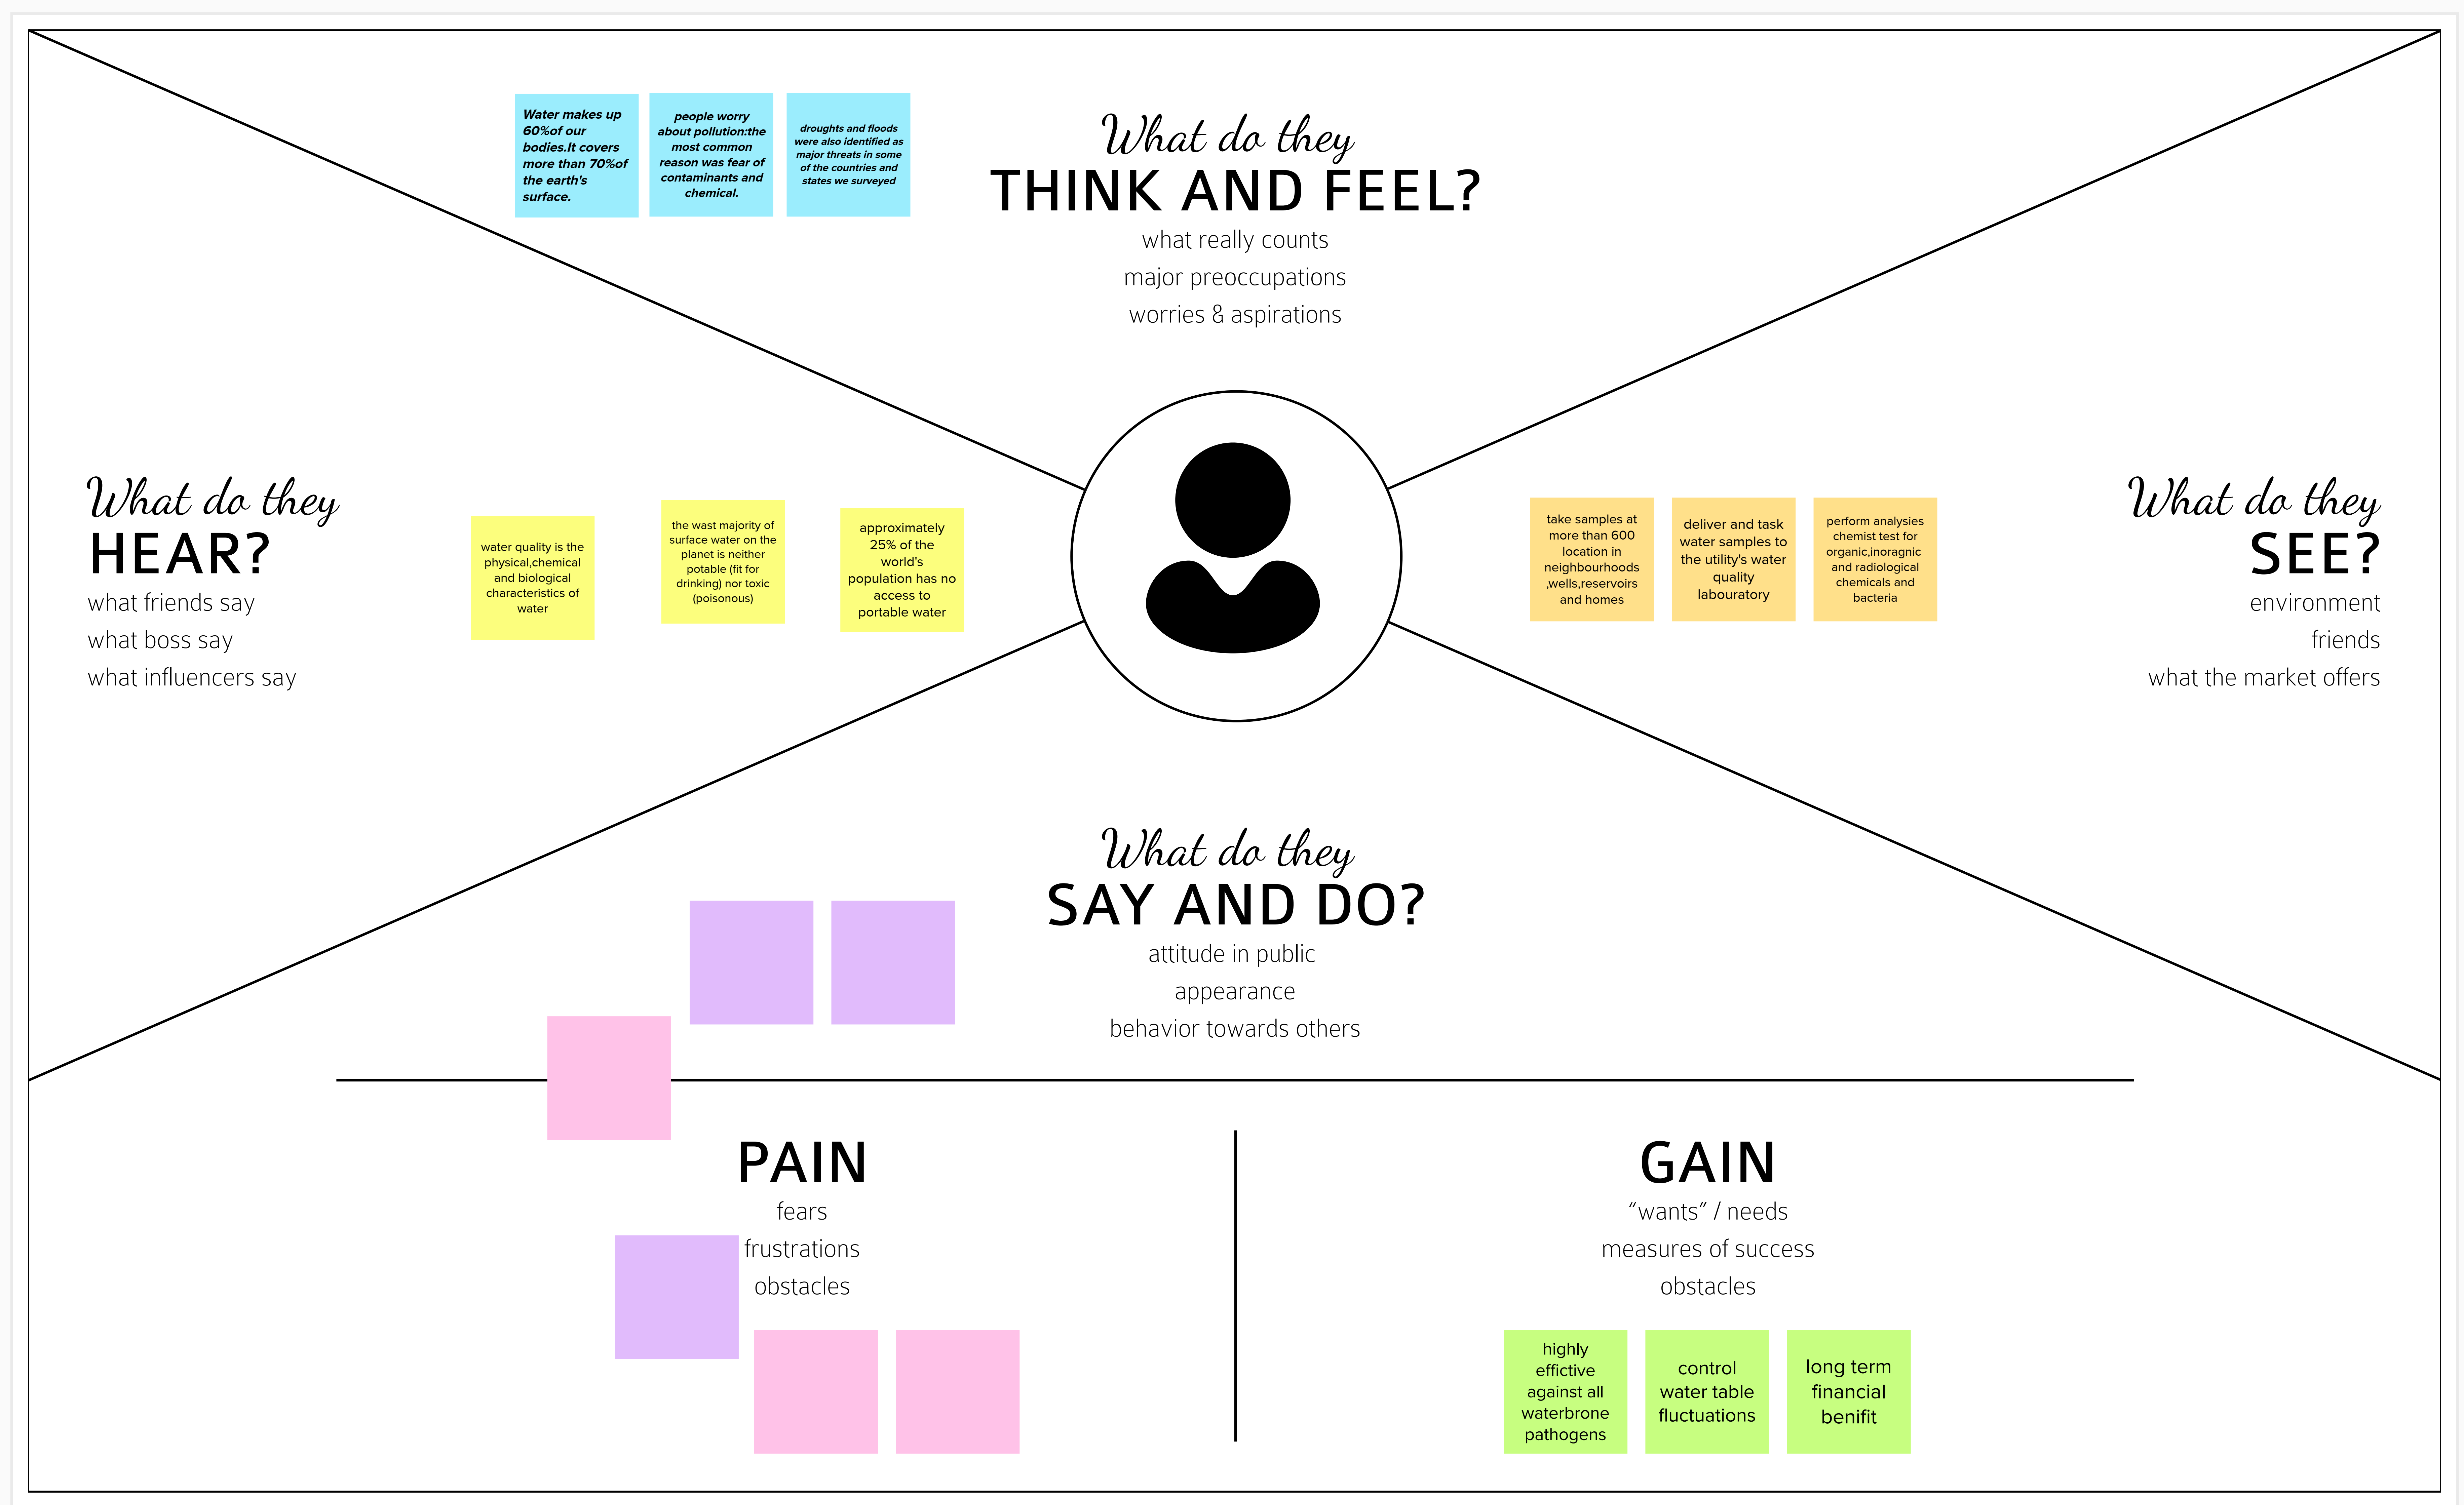 Water makes up
60%of our
bodies.It covers
more than 70%of
the earth's
surface.
people worry
about pollution:the
most common
reason was fear of
contaminants and
chemical.
droughts and floods
were also identified as
major threats in some
of the countries and
states we surveyed
What do they
THINK AND FEEL?
what really counts
major preoccupations
worries & aspirations
What do they
HEAR?
what friends say
what boss say
what influencers say
water quality is the
physical,chemical
and biological
characteristics of
water
the wast majority of
surface water on the
planet is neither
potable (fit for
drinking) nor toxic
(poisonous)
approximately
25% of the
world's
population has no
access to
portable water
take samples at
more than 600
location in
neighbourhoods
,wells,reservoirs
and homes
deliver and task
water samples to
the utility's water
quality
labouratory
perform analysies
chemist test for
organic,inoragnic
and radiological
chemicals and
bacteria
What do they
SEE?
environment
friends
what the market offers
What do they
SAY AND DO?
attitude in public
appearance
behavior towards others
PAIN
fears
frustrations
obstacles
GAIN
“wants” / needs
measures of success
obstacles
highly
effictive
against all
waterbrone
pathogens
control
water table
fluctuations
long term
financial
benifit